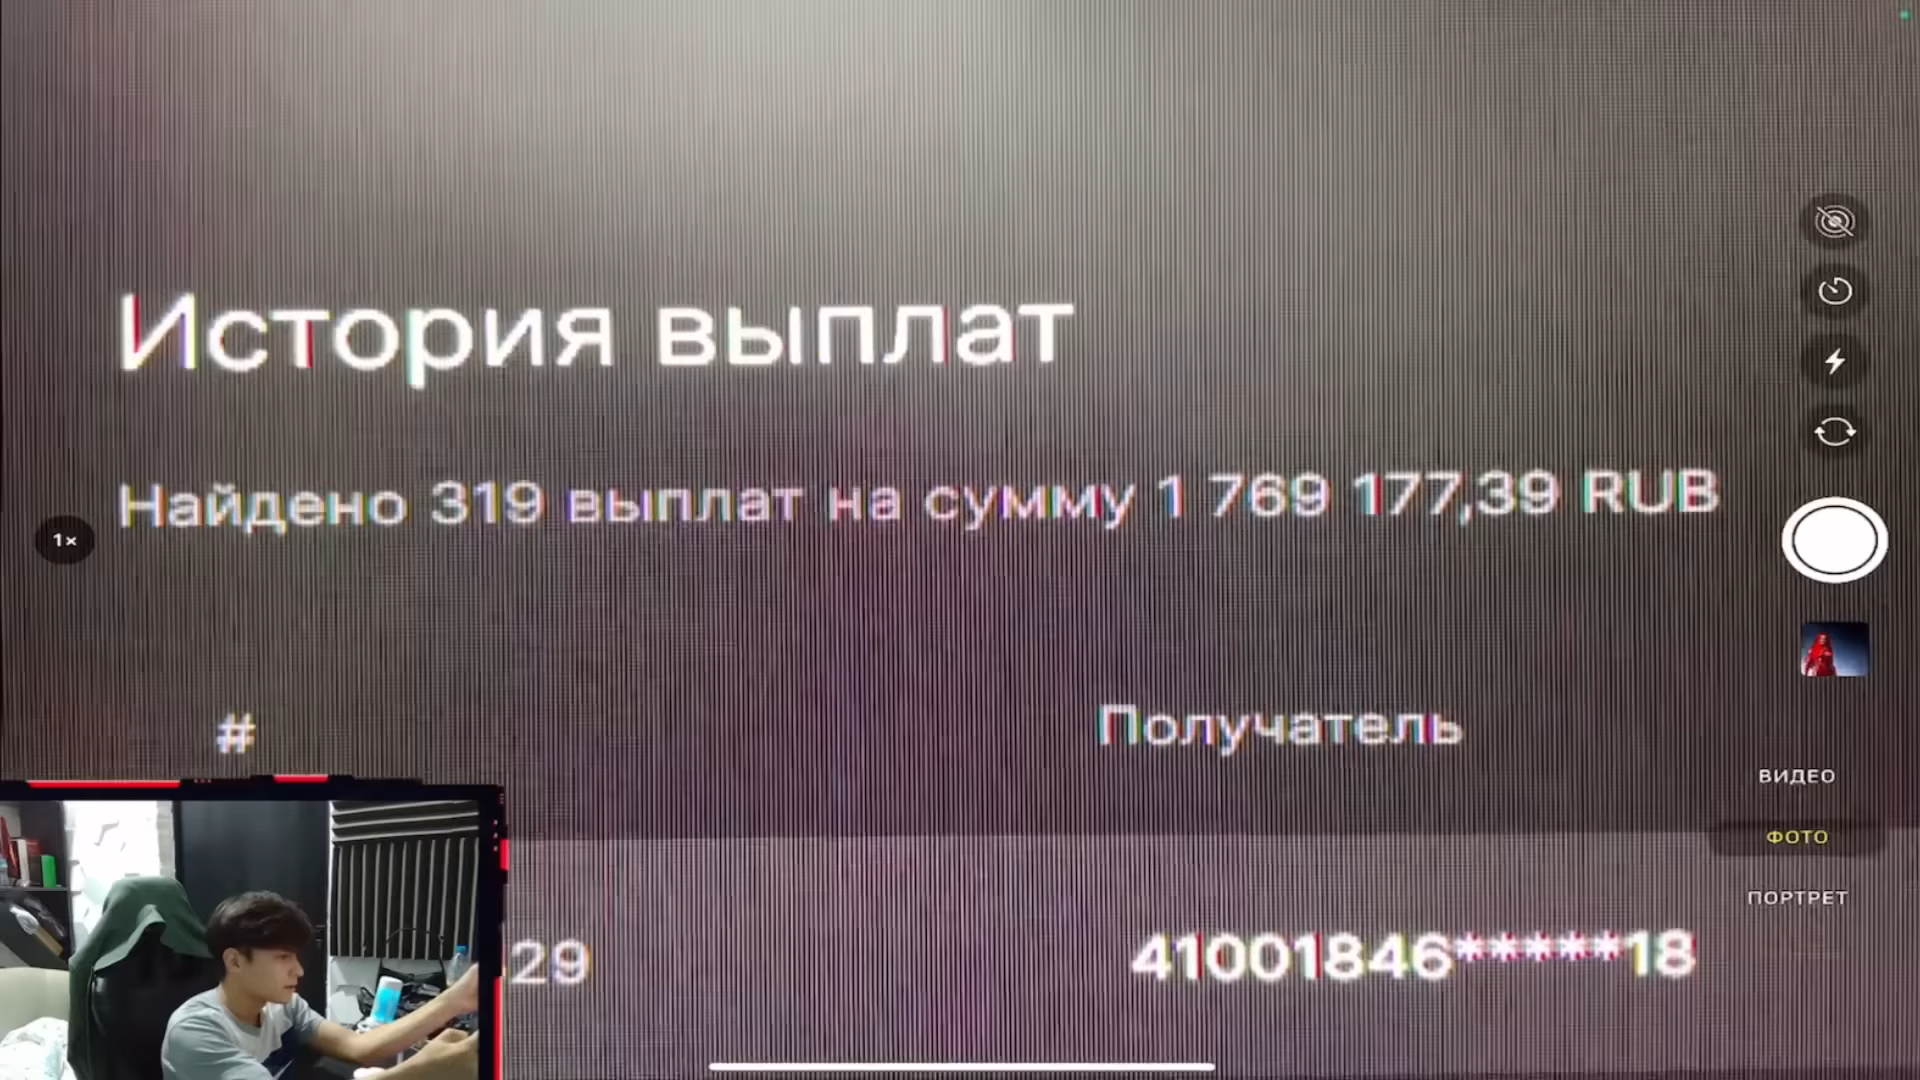 История выплат
Найдено 319 выплат на сумму 1 769 177,39 RUB
1×
#
Получатель
ВИДЕО
ФОТО
ПОРТРЕТ
29
41001846*****18